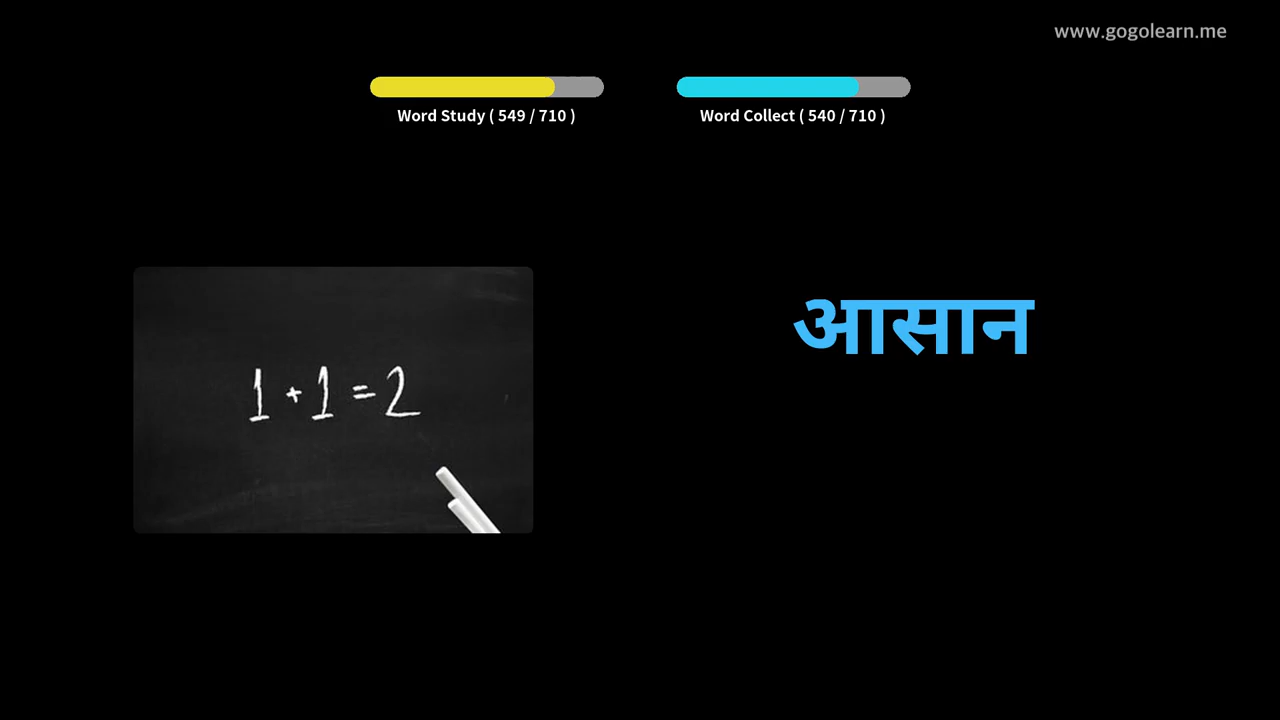 www.gogolearn.me
Word Study ( 549 / 710 )
Word Collect ( 540 / 710 )
आसान
1 + 1 = 2